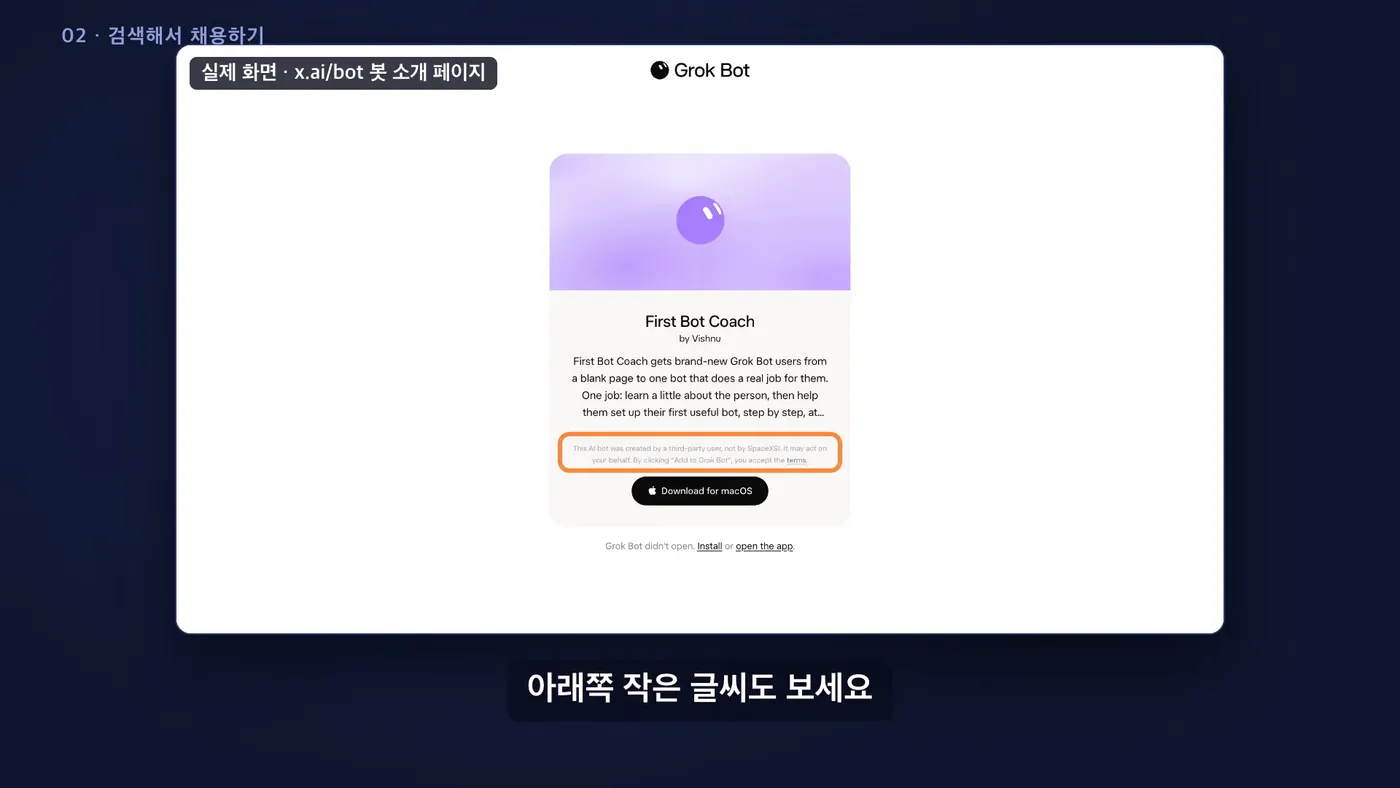 02 · 검색해서 채용하기
실제 화면 · x.ai/bot 봇 소개 페이지
Grok Bot
First Bot Coach
by Vishnu
First Bot Coach gets brand-new Grok Bot users from
a blank page to one bot that does a real job for them.
One job: learn a little about the person, then help
them set up their first useful bot, step by step, at...
This AI bot was created by a third-party user, not by SpaceXSI. It may act on
your behalf. By clicking "Add to Grok Bot", you accept the terms.
Download for macOS
Grok Bot didn't open. Install or open the app.
아래쪽 작은 글씨도 보세요